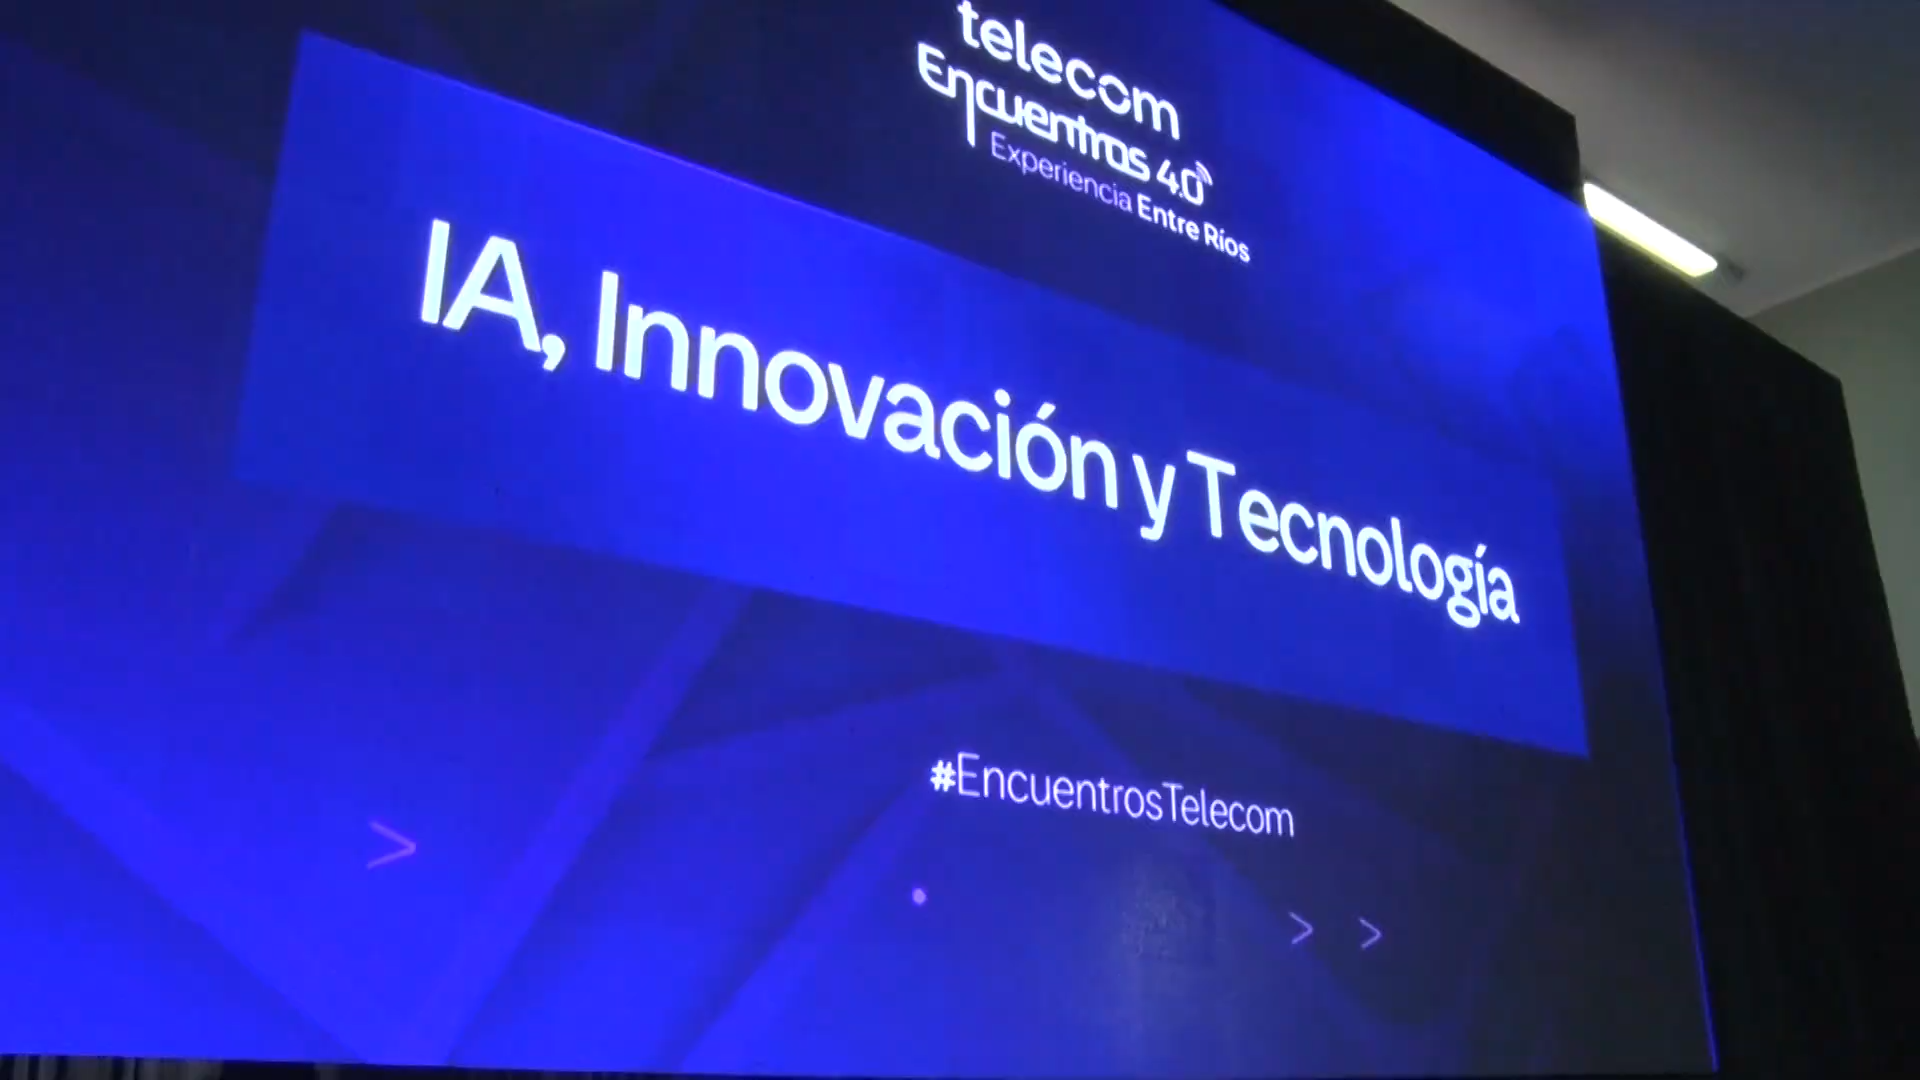 telecom
Encuentros 4.0
Experiencia Entre Ríos
IA, Innovación y Tecnología
#EncuentrosTelecom